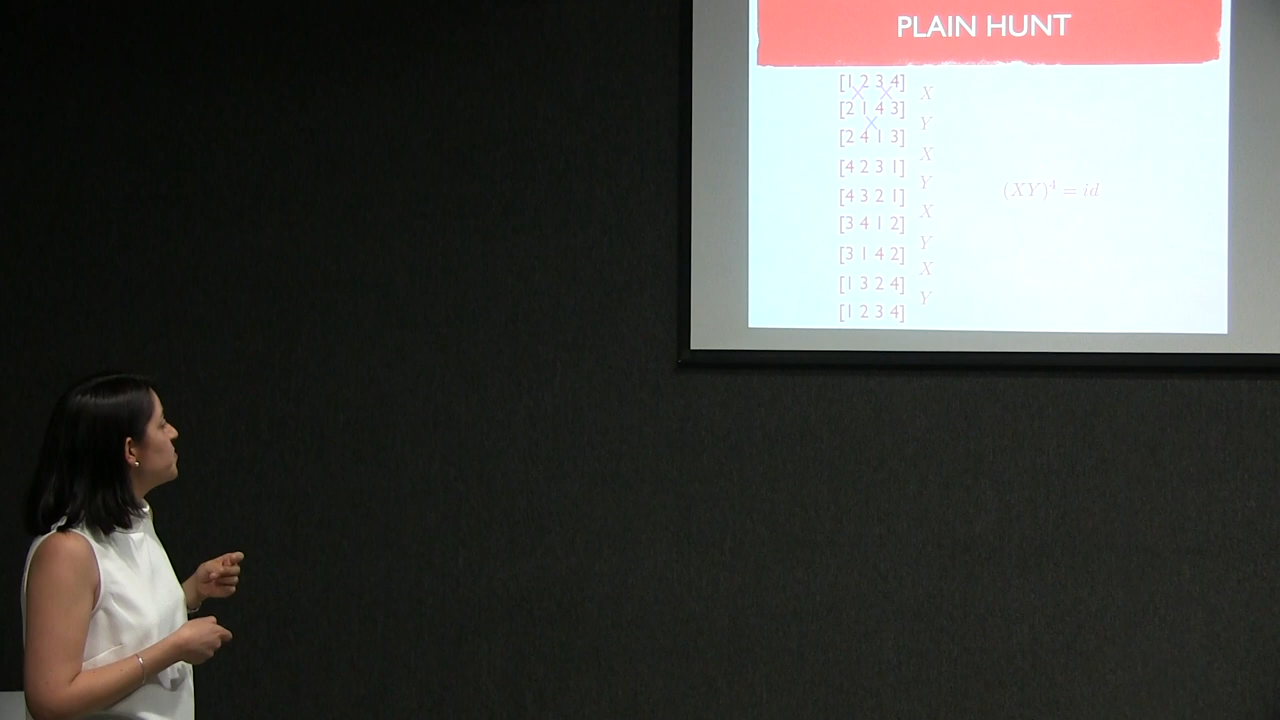 PLAIN HUNT
[1 2 3 4]
X
[2 1 4 3]
Y
[2 4 1 3]
X
[4 2 3 1]
Y
[4 3 2 1]
X
[3 4 1 2]
Y
[3 1 4 2]
X
[1 3 2 4]
Y
[1 2 3 4]
(XY)⁴ = id